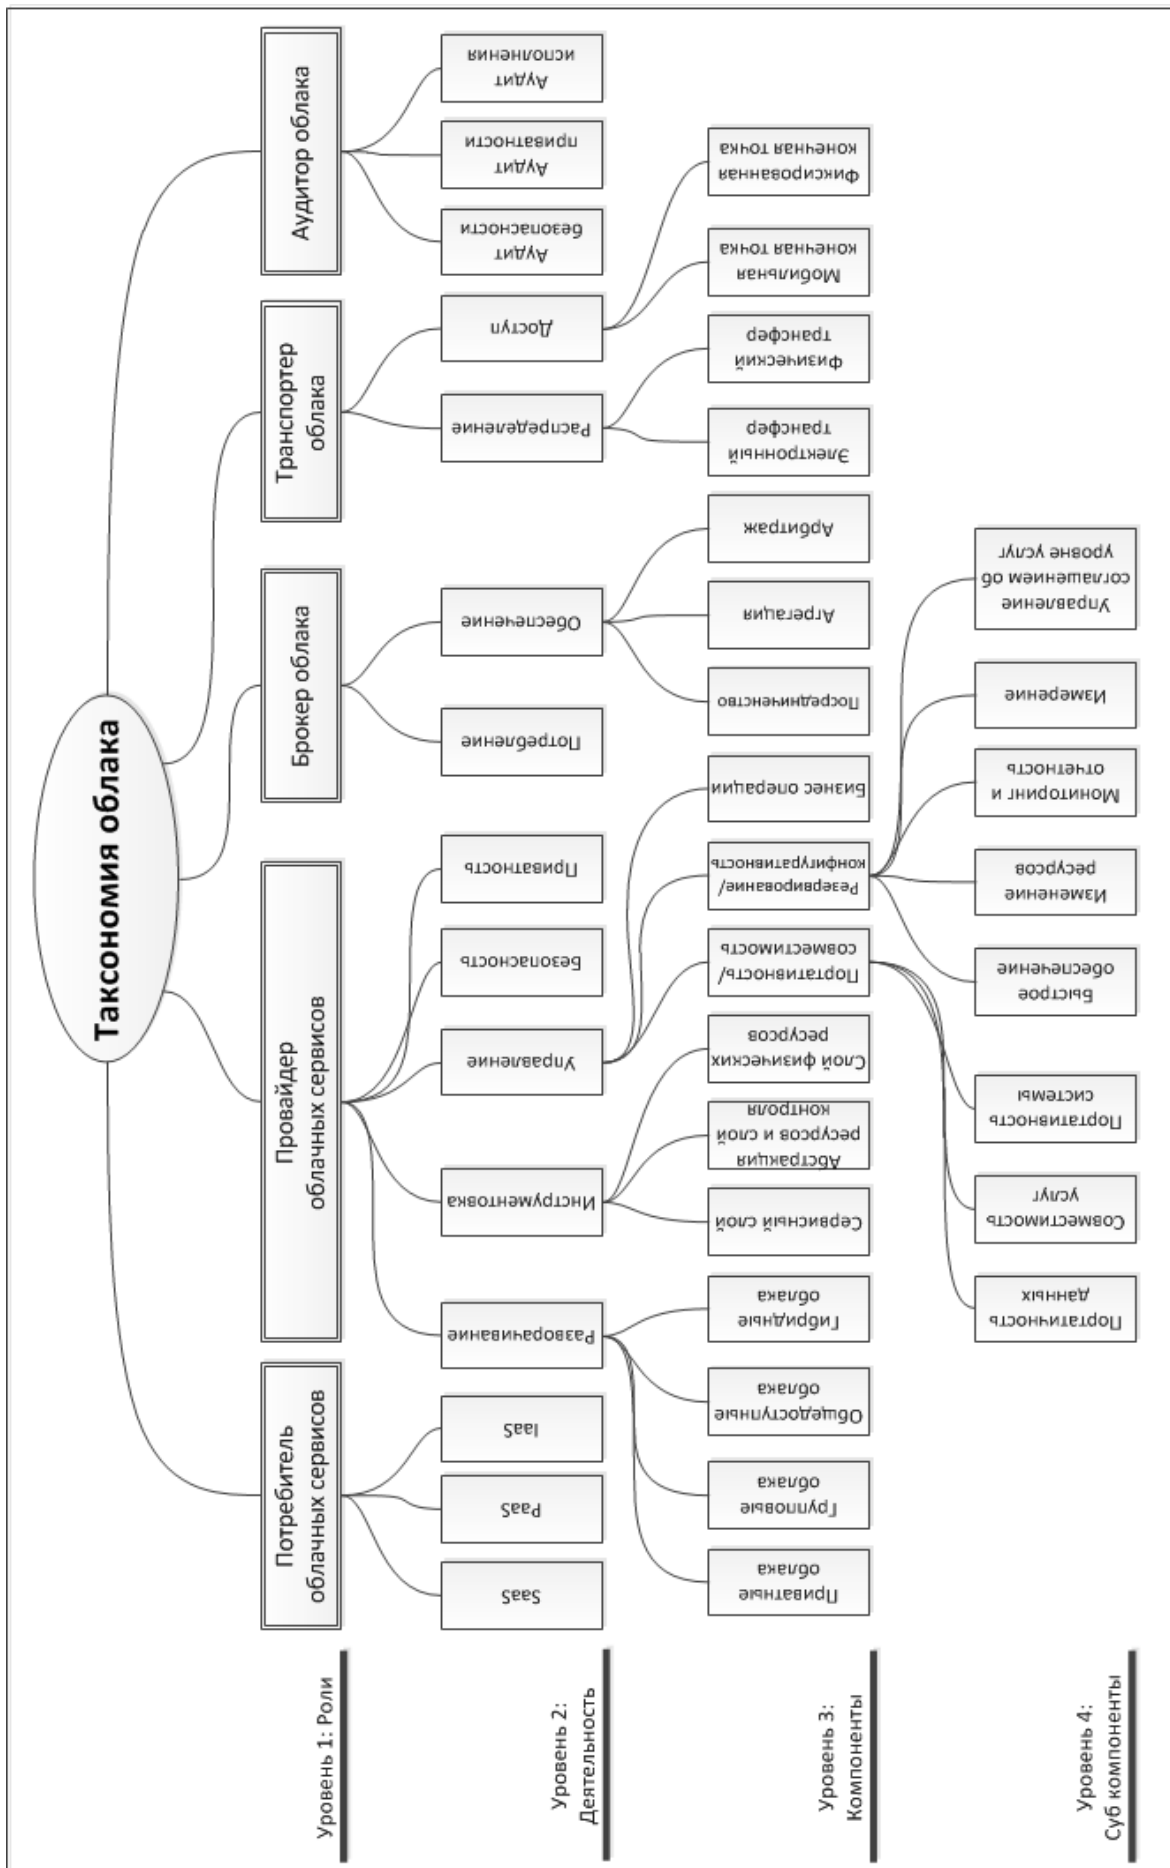 Таксономия облака
Уровень 1: Роли
Потребитель
облачных сервисов
Провайдер
облачных сервисов
Брокер облака
Транспортер
облака
Аудитор облака
Уровень 2:
Деятельность
SaaS
PaaS
IaaS
Разворачивание
Инструментовка
Управление
Безопасность
Приватность
Потребление
Обеспечение
Распределение
Доступ
Аудит
безопасности
Аудит
приватности
Аудит
исполнения
Уровень 3:
Компоненты
Приватные
облака
Групповые
облака
Общедоступные
облака
Гибридные
облака
Сервисный слой
Абстракция
ресурсов и слой
контроля
Слой физических
ресурсов
Портативность/
совместимость
Резервирование/
конфигуративность
Бизнес операции
Посредниченство
Агрегация
Арбитраж
Электронный
трансфер
Физический
трансфер
Мобильная
конечная точка
Фиксированная
конечная точка
Уровень 4:
Суб компоненты
Портатичность
данных
Совместимость
услуг
Портативность
системы
Быстрое
обеспечение
Изменение
ресурсов
Мониторинг и
отчетность
Измерение
Управление
соглашением об
уровне услуг